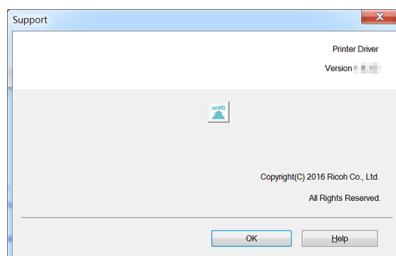 Support
Printer Driver
Version
web
Copyright(C) 2016 Ricoh Co., Ltd.
All Rights Reserved.
OK
Help